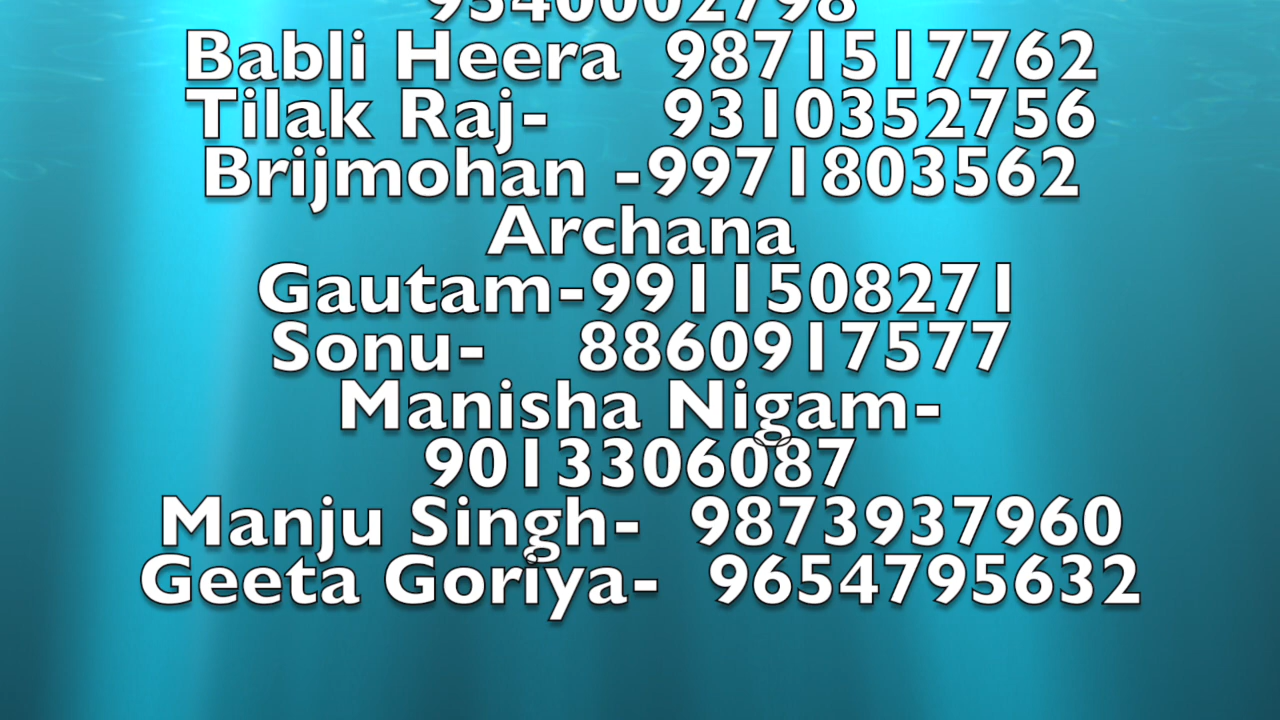 9540002798
Babli Heera 9871517762
Tilak Raj- 9310352756
Brijmohan -9971803562
Archana
Gautam-9911508271
Sonu- 8860917577
Manisha Nigam-
9013306087
Manju Singh- 9873937960
Geeta Goriya- 9654795632